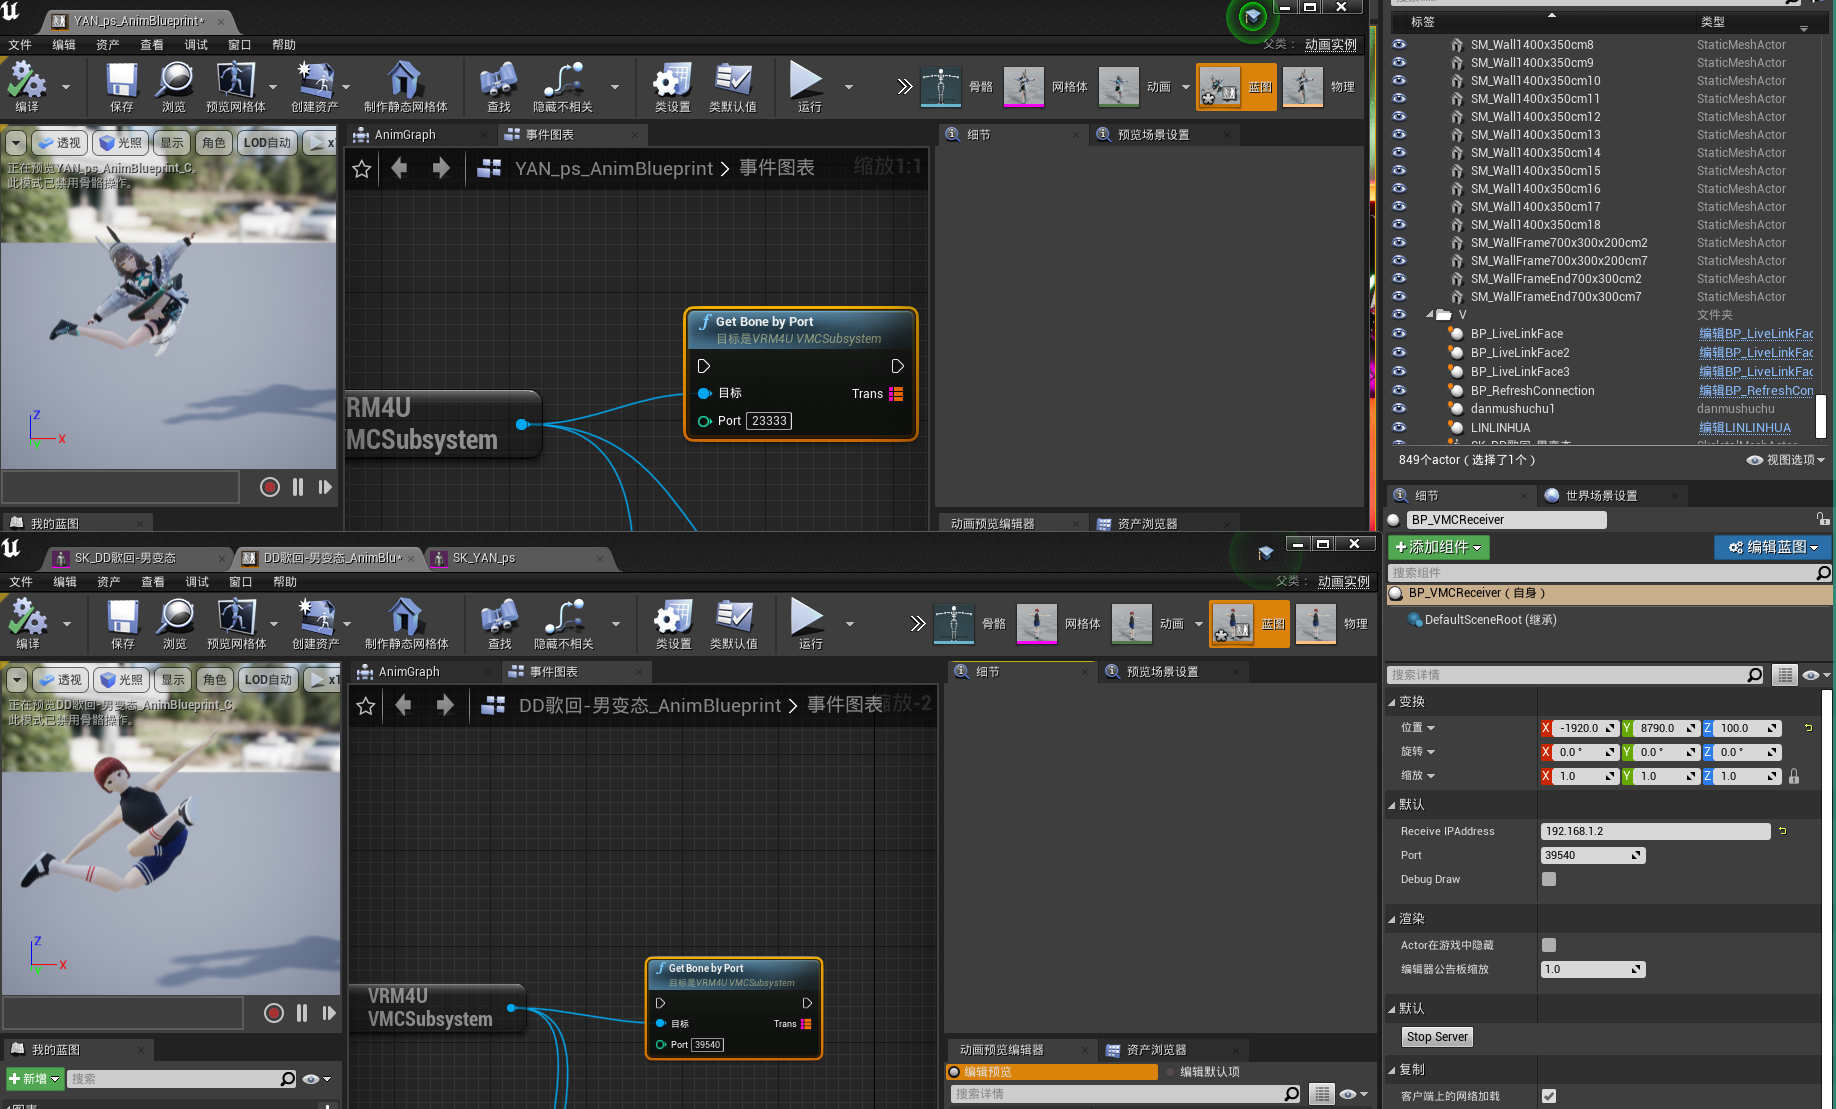 YAN_ps_AnimBlueprint*
文件 编辑 资产 查看 调试 窗口 帮助
父类： 动画实例
编译 保存 浏览 预览网格体 创建资产 制作静态网格体 查找 隐藏不相关 类设置 类默认值 运行 骨骼 网格体 动画 蓝图 物理
透视 光照 显示 角色 LOD自动 x
正在预览YAN_ps_AnimBlueprint_C。
此模式已禁用骨骼操作。
Z
X
AnimGraph 事件图表
YAN_ps_AnimBlueprint 事件图表 缩放1:1
Get Bone by Port
目标是VRM4U VMCSubsystem
目标 Trans
Port 23333
RM4U
MCSubsystem
细节 预览场景设置
动画预览编辑器 资产浏览器
我的蓝图
SK_DD歌回-男变态 DD歌回-男变态_AnimBlu* SK_YAN_ps
文件 编辑 资产 查看 调试 窗口 帮助
父类： 动画实例
编译 保存 浏览 预览网格体 创建资产 制作静态网格体 查找 隐藏不相关 类设置 类默认值 运行 骨骼 网格体 动画 蓝图 物理
透视 光照 显示 角色 LOD自动 x1
正在预览DD歌回-男变态_AnimBlueprint_C。
此模式已禁用骨骼操作。
Z
X
Y
AnimGraph 事件图表
DD歌回-男变态_AnimBlueprint 事件图表 缩放-2
Get Bone by Port
目标是VRM4U VMCSubsystem
目标 Trans
Port 39540
VRM4U
VMCSubsystem
细节 预览场景设置
动画预览编辑器 资产浏览器
编辑预览 编辑默认项
搜索详情
我的蓝图
新增 搜索
标签 类型
SM_Wall1400x350cm8 StaticMeshActor
SM_Wall1400x350cm9 StaticMeshActor
SM_Wall1400x350cm10 StaticMeshActor
SM_Wall1400x350cm11 StaticMeshActor
SM_Wall1400x350cm12 StaticMeshActor
SM_Wall1400x350cm13 StaticMeshActor
SM_Wall1400x350cm14 StaticMeshActor
SM_Wall1400x350cm15 StaticMeshActor
SM_Wall1400x350cm16 StaticMeshActor
SM_Wall1400x350cm17 StaticMeshActor
SM_Wall1400x350cm18 StaticMeshActor
SM_WallFrame700x300x200cm2 StaticMeshActor
SM_WallFrame700x300x200cm7 StaticMeshActor
SM_WallFrameEnd700x300cm2 StaticMeshActor
SM_WallFrameEnd700x300cm7 StaticMeshActor
V 文件夹
BP_LiveLinkFace 编辑BP_LiveLinkFac
BP_LiveLinkFace2 编辑BP_LiveLinkFac
BP_LiveLinkFace3 编辑BP_LiveLinkFac
BP_RefreshConnection 编辑BP_RefreshCon
danmushuchu1 danmushuchu
LINLINHUA 编辑LINLINHUA
849个actor（选择了1个） 视图选项
细节 世界场景设置
BP_VMCReceiver
添加组件 编辑蓝图
搜索组件
BP_VMCReceiver（自身）
DefaultSceneRoot (继承)
搜索详情
变换
位置 X -1920.0 Y 8790.0 Z 100.0
旋转 X 0.0 ° Y 0.0 ° Z 0.0 °
缩放 X 1.0 Y 1.0 Z 1.0
默认
Receive IPAddress 192.168.1.2
Port 39540
Debug Draw
渲染
Actor在游戏中隐藏
编辑器公告板缩放 1.0
默认
Stop Server
复制
客户端上的网络加载